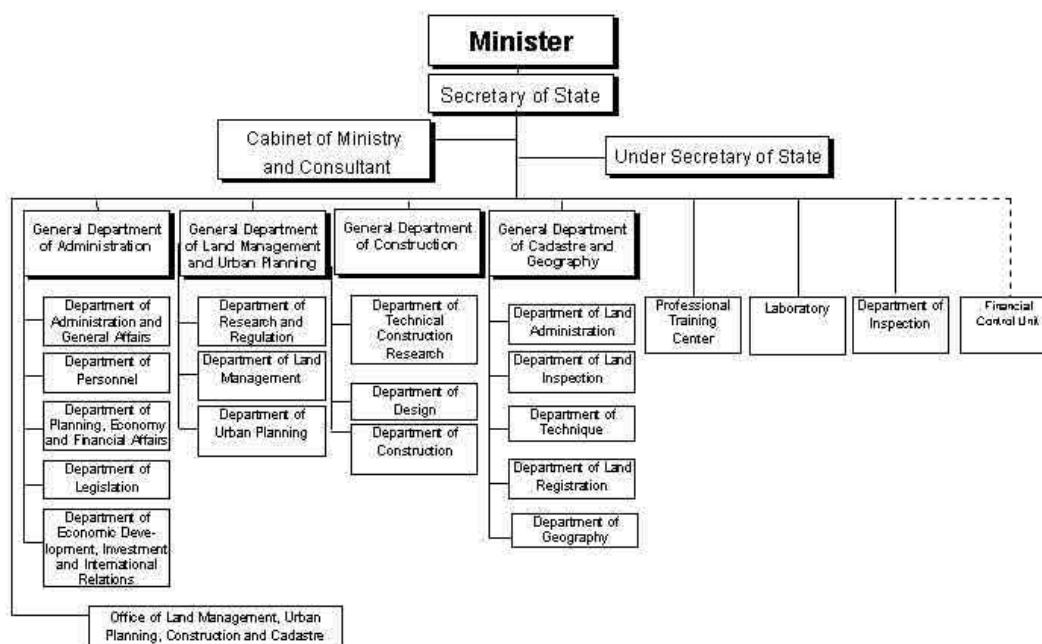 Minister
Secretary of State
Cabinet of Ministry
and Consultant
Under Secretary of State
General Department
of Administration
General Department
of Land Management
and Urban Planning
General Department
of Construction
General Department
of Cadastre and
Geography
Department of
Administration and
General Affairs
Department of
Personnel
Department of
Planning, Economy
and Financial Affairs
Department of
Legislation
Department of
Economic Deve-
lopment, Investment
and International
Relations
Department of
Research and
Regulation
Department of Land
Management
Department of
Urban Planning
Department of
Technical
Construction
Research
Department of
Design
Department of
Construction
Department of Land
Administration
Department of Land
Inspection
Department of
Technique
Department of Land
Registration
Department of
Geography
Professional
Training
Center
Laboratory
Department of
Inspection
Financial
Control Unit
Office of Land Management, Urban
Planning, Construction and Cadastre